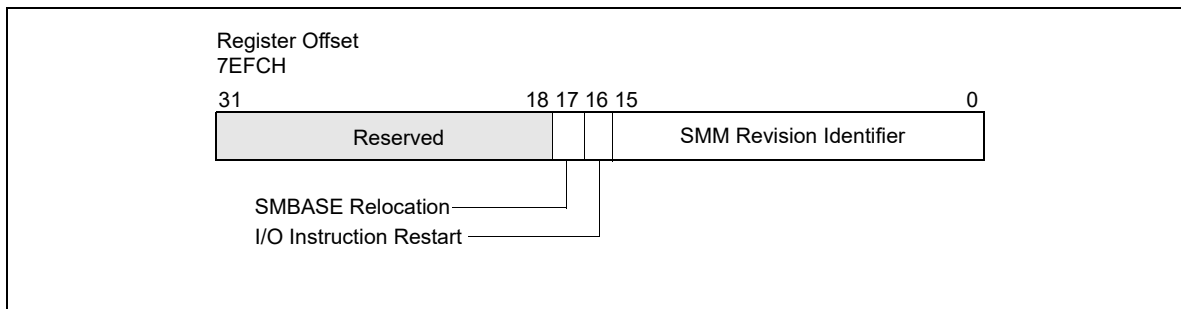 Register Offset
7EFCH
31 18 17 16 15 0
Reserved SMM Revision Identifier
SMBASE Relocation
I/O Instruction Restart